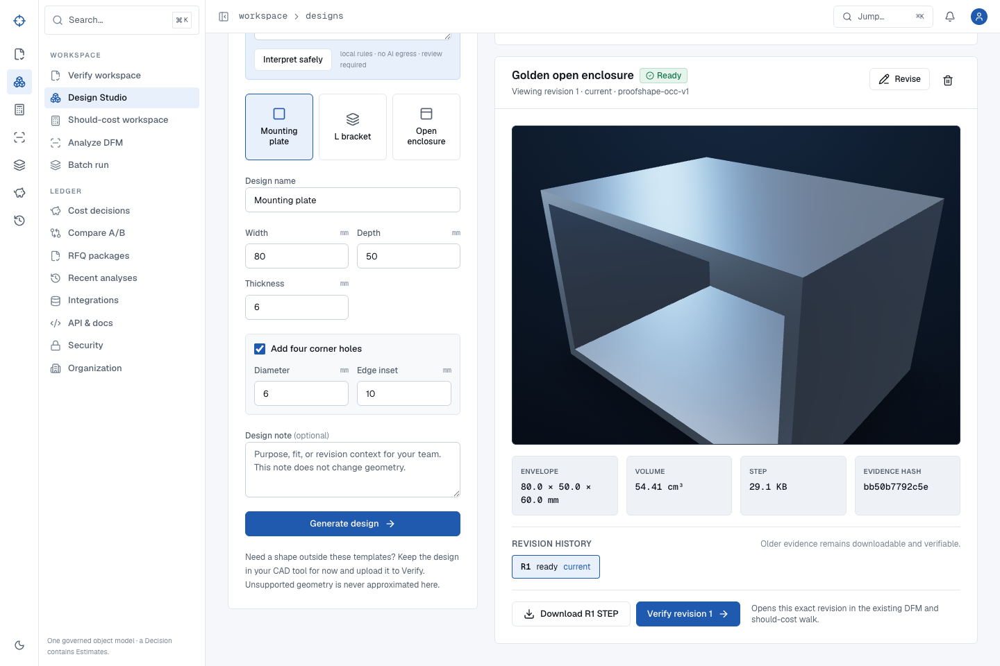 Search...
⌘ K
WORKSPACE
Verify workspace
Design Studio
Should-cost workspace
Analyze DFM
Batch run
LEDGER
Cost decisions
Compare A/B
RFQ packages
Recent analyses
Integrations
API & docs
Security
Organization
One governed object model · a Decision
contains Estimates.
workspace > designs
Jump...
⌘K
Interpret safely
local rules · no AI egress · review
required
Mounting
plate
L bracket
Open
enclosure
Design name
Mounting plate
Width mm
Depth mm
80
50
Thickness mm
6
Add four corner holes
Diameter mm
Edge inset mm
6
10
Design note (optional)
Purpose, fit, or revision context for your team.
This note does not change geometry.
Generate design
Need a shape outside these templates? Keep the design
in your CAD tool for now and upload it to Verify.
Unsupported geometry is never approximated here.
Golden open enclosure
Ready
Viewing revision 1 · current · proofshape-occ-v1
Revise
ENVELOPE
80.0 × 50.0 ×
60.0 mm
VOLUME
54.41 cm³
STEP
29.1 KB
EVIDENCE HASH
bb50b7792c5e
REVISION HISTORY
Older evidence remains downloadable and verifiable.
R1 ready current
Download R1 STEP
Verify revision 1
Opens this exact revision in the existing DFM and
should-cost walk.